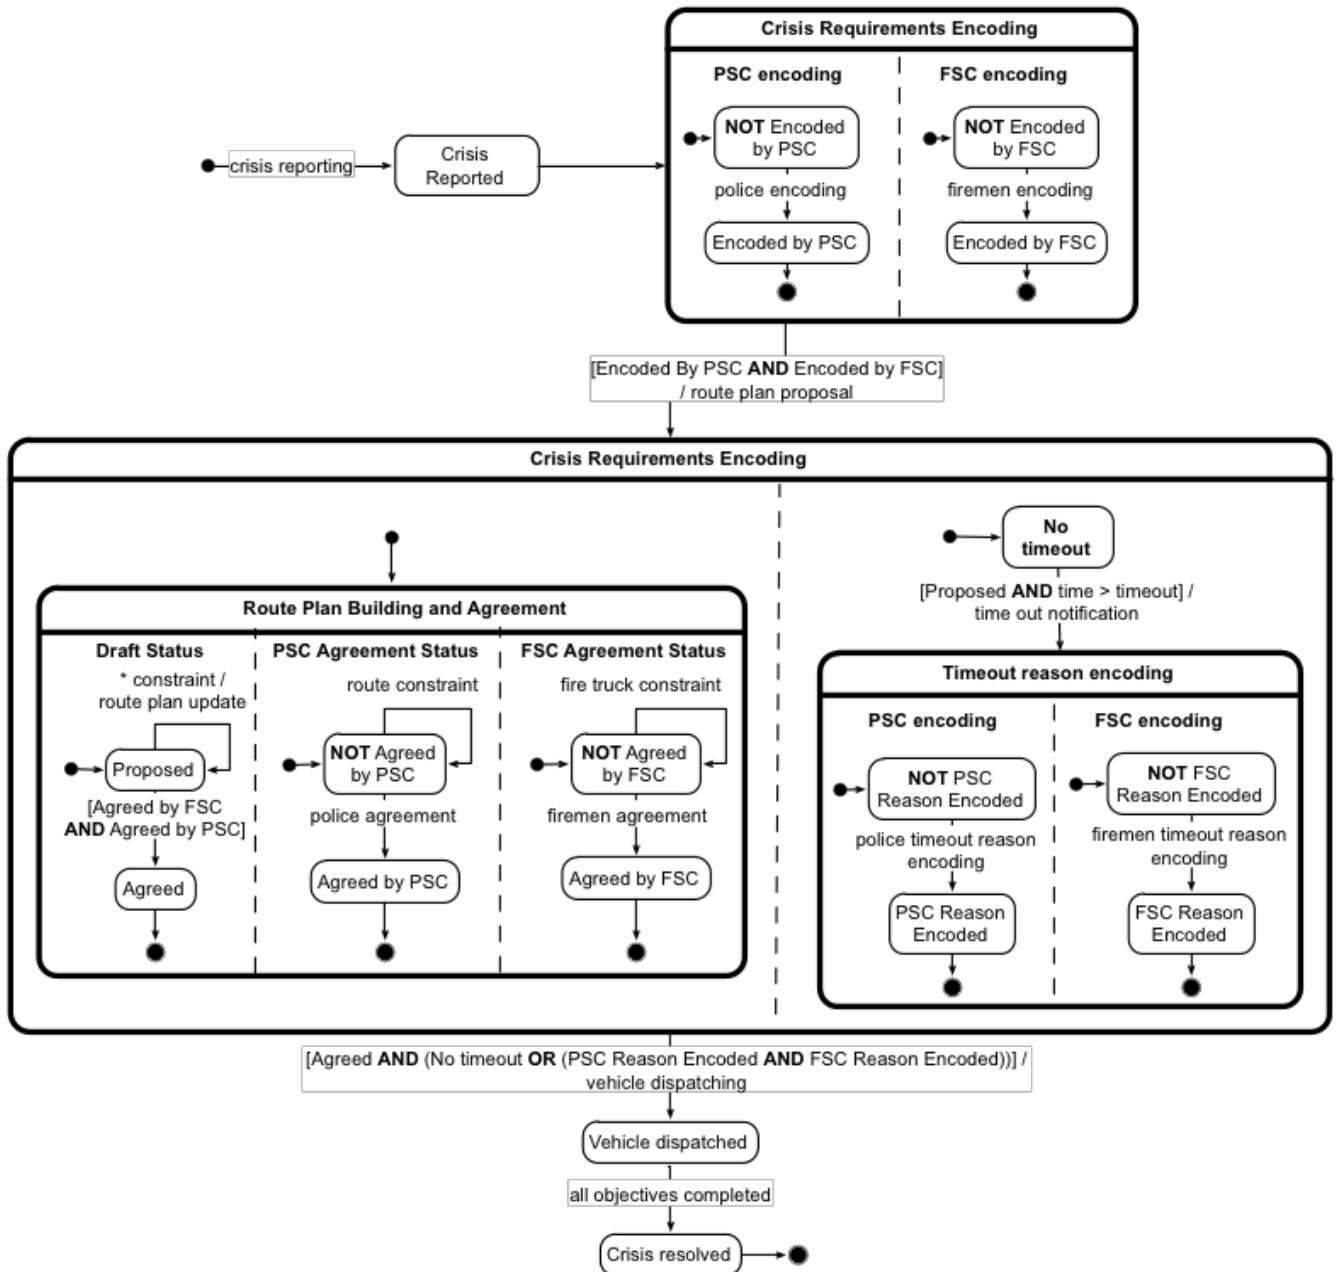 Crisis Requirements Encoding
PSC encoding
FSC encoding
NOT Encoded
by PSC
NOT Encoded
by FSC
crisis reporting
Crisis
Reported
police encoding
firemen encoding
Encoded by PSC
Encoded by FSC
[Encoded By PSC AND Encoded by FSC]
/ route plan proposal
Crisis Requirements Encoding
No
timeout
[Proposed AND time > timeout] /
time out notification
Route Plan Building and Agreement
Draft Status
PSC Agreement Status
FSC Agreement Status
* constraint /
route plan update
route constraint
fire truck constraint
Proposed
NOT Agreed
by PSC
NOT Agreed
by FSC
[Agreed by FSC
AND Agreed by PSC]
police agreement
firemen agreement
Agreed
Agreed by PSC
Agreed by FSC
Timeout reason encoding
PSC encoding
FSC encoding
NOT PSC
Reason Encoded
NOT FSC
Reason Encoded
police timeout reason
encoding
firemen timeout reason
encoding
PSC Reason
Encoded
FSC Reason
Encoded
[Agreed AND (No timeout OR (PSC Reason Encoded AND FSC Reason Encoded))] /
vehicle dispatching
Vehicle dispatched
all objectives completed
Crisis resolved